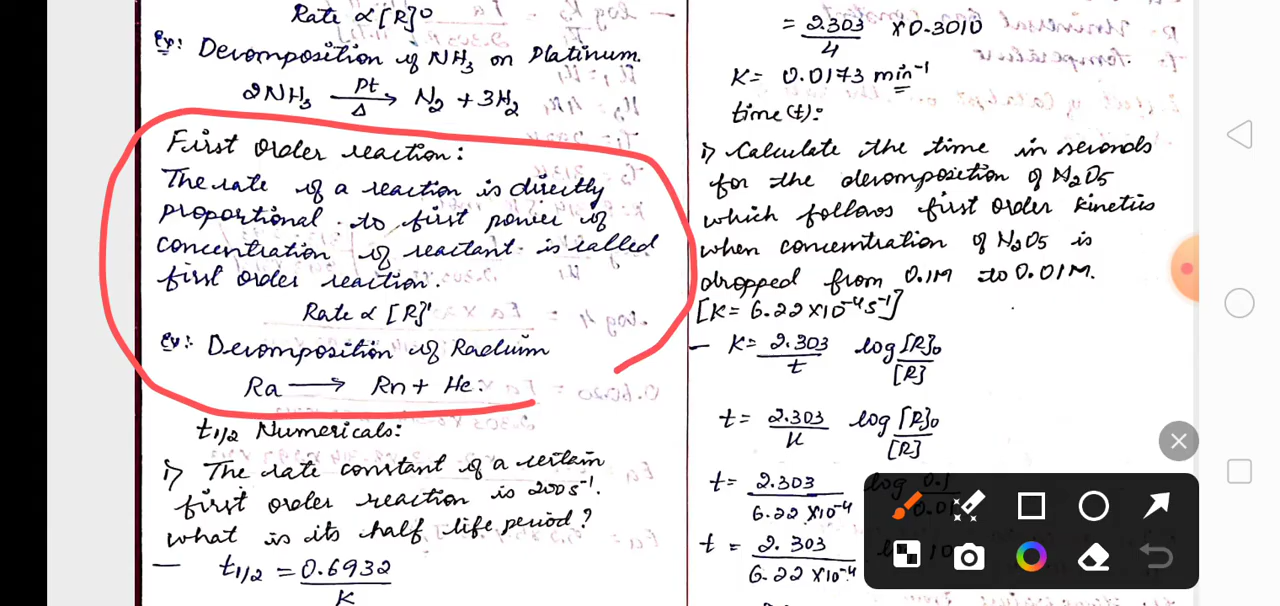 Rate ∝ [R]⁰
Ex: Decomposition of NH₃ on Platinum.
2NH₃ —Pt/Δ→ N₂ + 3H₂
First Order reaction:
The rate of a reaction is directly
proportional to first power of
concentration of reactant is called
first order reaction.
Rate ∝ [R]¹
Ex: Decomposition of Radium
Ra ⟶ Rn + He.
t₁/₂ Numericals:
1) The rate constant of a certain
first order reaction is 200 s⁻¹.
what is its half life period?
— t₁/₂ = 0.6932 / K
= 2.303 / 4 × 0.3010
K = 0.0173 min⁻¹
time (t):
1) Calculate the time in seconds
for the decomposition of N₂O₅
which follows first order kinetics
when concentration of N₂O₅ is
dropped from 0.1M to 0.01M.
[K = 6.22 × 10⁻⁴ s⁻¹]
— K = 2.303 / t log [R]₀ / [R]
t = 2.303 / K log [R]₀ / [R]
t = 2.303 / 6.22 × 10⁻⁴ log 0.1
t = 2.303 / 6.22 × 10⁻⁴